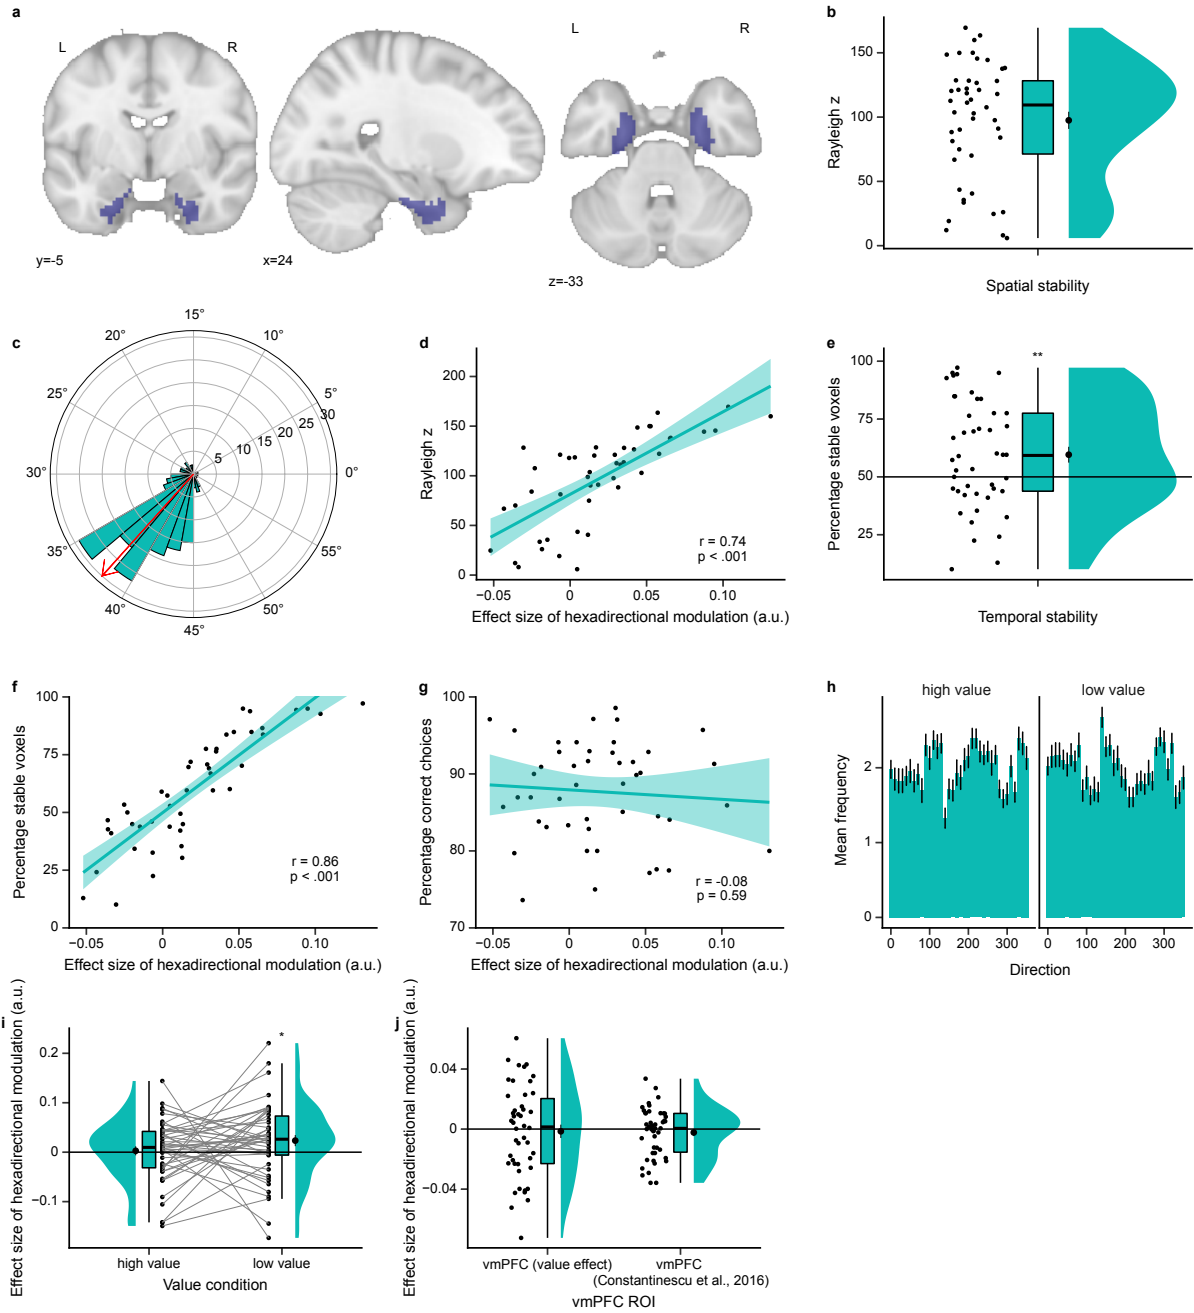 a
L
R
L
R
y=-5
x=24
z=-33
b
Rayleigh z
150
100
50
0
Spatial stability
c
15°
20°
10°
25°
5°
30
25
20
15
10
5
30°
0°
35°
55°
40°
50°
45°
d
Rayleigh z
200
150
100
50
0
r = 0.74
p < .001
−0.05
0
0.05
0.10
Effect size of hexadirectional modulation (a.u.)
e
Percentage stable voxels
100
75
50
25
**
Temporal stability
f
Percentage stable voxels
100
75
50
25
0
r = 0.86
p < .001
−0.05
0
0.05
0.10
Effect size of hexadirectional modulation (a.u.)
g
Percentage correct choices
100
90
80
70
r = -0.08
p = 0.59
−0.05
0
0.05
0.10
Effect size of hexadirectional modulation (a.u.)
h
high value
low value
Mean frequency
2
1
0
0
100
200
300
0
100
200
300
Direction
i
Effect size of hexadirectional modulation (a.u.)
0.2
0.1
0
−0.1
*
high value
low value
Value condition
j
Effect size of hexadirectional modulation (a.u.)
0.04
0
−0.04
vmPFC (value effect)
vmPFC
(Constantinescu et al., 2016)
vmPFC ROI